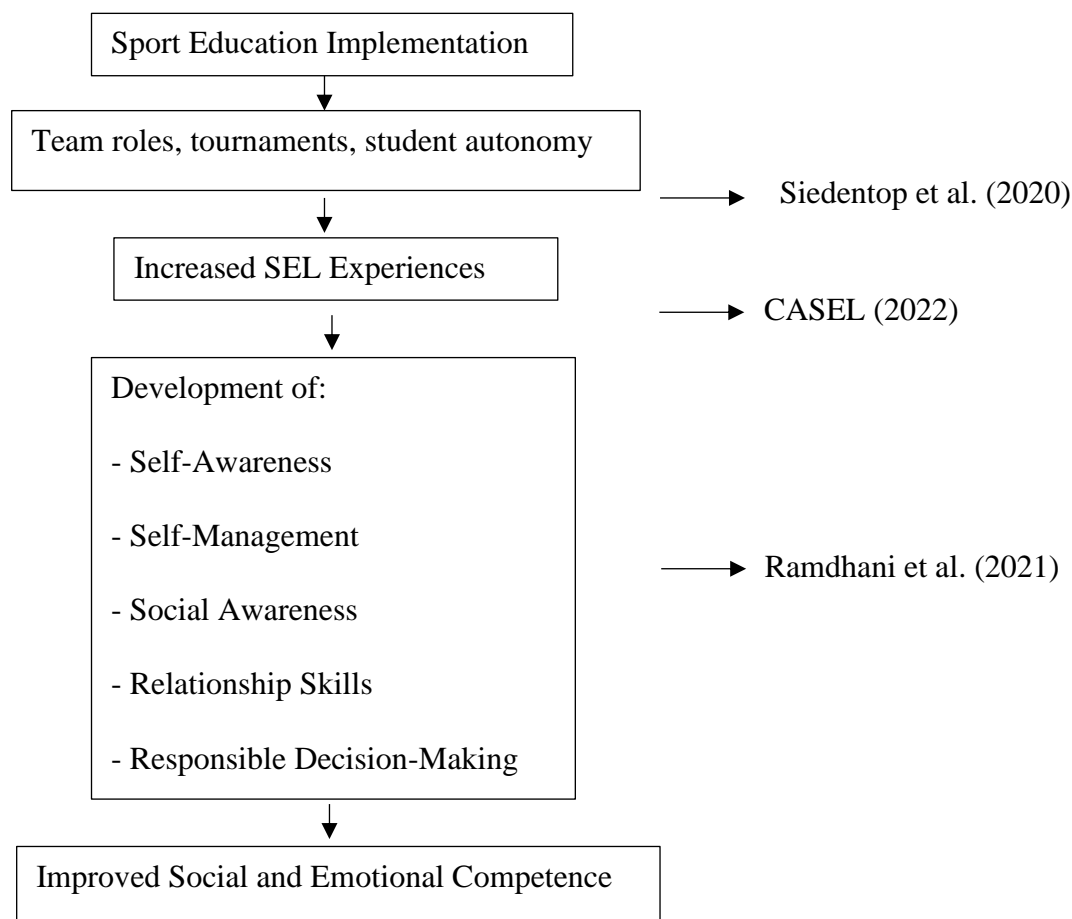 Sport Education Implementation
Team roles, tournaments, student autonomy
Siedentop et al. (2020)
Increased SEL Experiences
CASEL (2022)
Development of:
- Self-Awareness
- Self-Management
- Social Awareness
- Relationship Skills
- Responsible Decision-Making
Ramdhani et al. (2021)
Improved Social and Emotional Competence